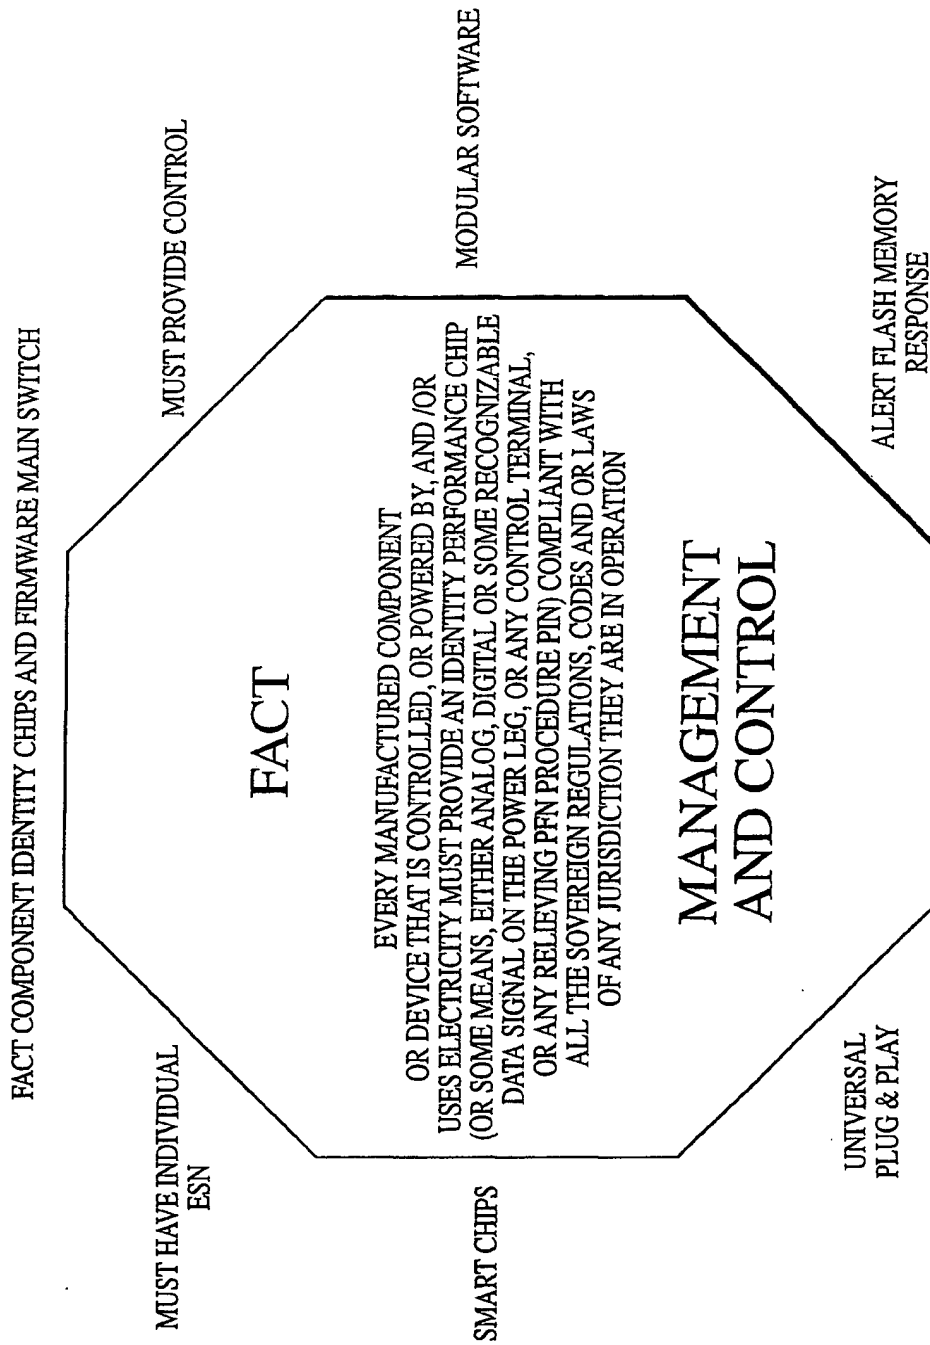 FACT COMPONENT IDENTITY CHIPS AND FIRMWARE MAIN SWITCH
MUST HAVE INDIVIDUAL
ESN
MUST PROVIDE CONTROL
FACT
EVERY MANUFACTURED COMPONENT
OR DEVICE THAT IS CONTROLLED, OR POWERED BY, AND /OR
USES ELECTRICITY MUST PROVIDE AN IDENTITY PERFORMANCE CHIP
(OR SOME MEANS, EITHER ANALOG, DIGITAL OR SOME RECOGNIZABLE
DATA SIGNAL ON THE POWER LEG, OR ANY CONTROL TERMINAL,
OR ANY RELIEVING PFN PROCEDURE PIN) COMPLIANT WITH
ALL THE SOVEREIGN REGULATIONS, CODES AND OR LAWS
OF ANY JURISDICTION THEY ARE IN OPERATION
SMART CHIPS
MODULAR SOFTWARE
MANAGEMENT
AND CONTROL
UNIVERSAL
PLUG & PLAY
ALERT FLASH MEMORY
RESPONSE